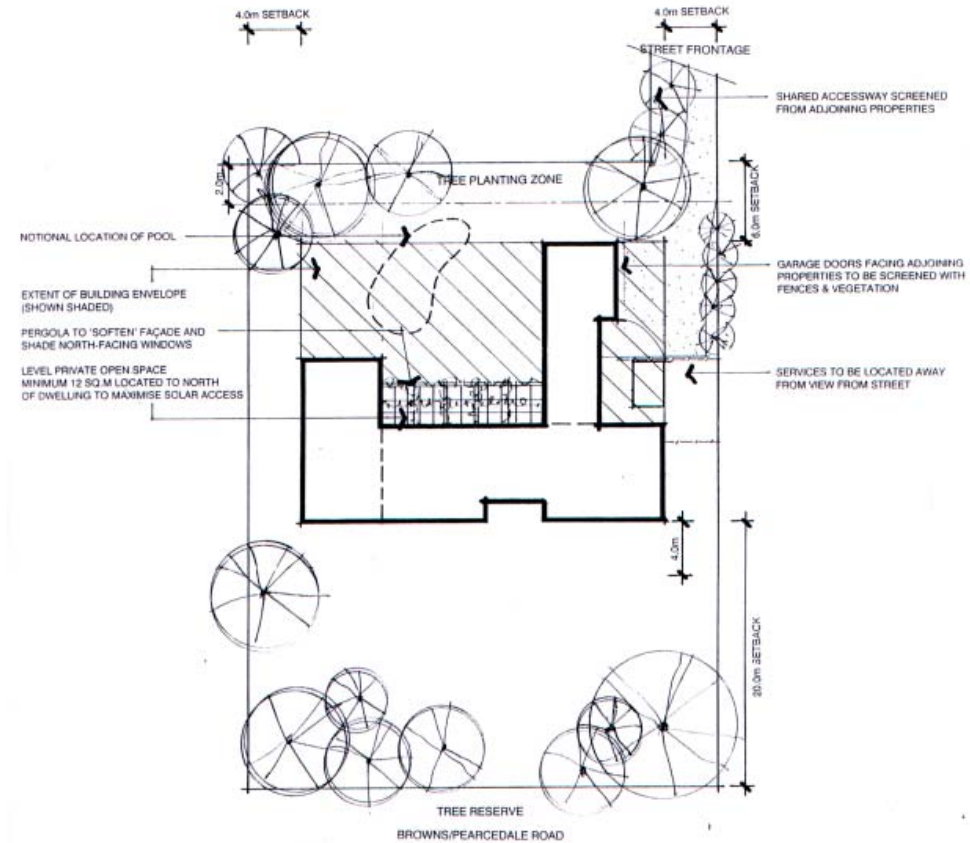 4.0m SETBACK
4.0m SETBACK
STREET FRONTAGE
SHARED ACCESSWAY SCREENED
FROM ADJOINING PROPERTIES
2.0m
TREE PLANTING ZONE
6.0m SETBACK
NOTIONAL LOCATION OF POOL
GARAGE DOORS FACING ADJOINING
PROPERTIES TO BE SCREENED WITH
FENCES & VEGETATION
EXTENT OF BUILDING ENVELOPE
(SHOWN SHADED)
PERGOLA TO 'SOFTEN' FAÇADE AND
SHADE NORTH-FACING WINDOWS
LEVEL PRIVATE OPEN SPACE
MINIMUM 12 SQ.M LOCATED TO NORTH
OF DWELLING TO MAXIMISE SOLAR ACCESS
SERVICES TO BE LOCATED AWAY
FROM VIEW FROM STREET
4.0m
20.0m SETBACK
TREE RESERVE
BROWNS/PEARCEDALE ROAD